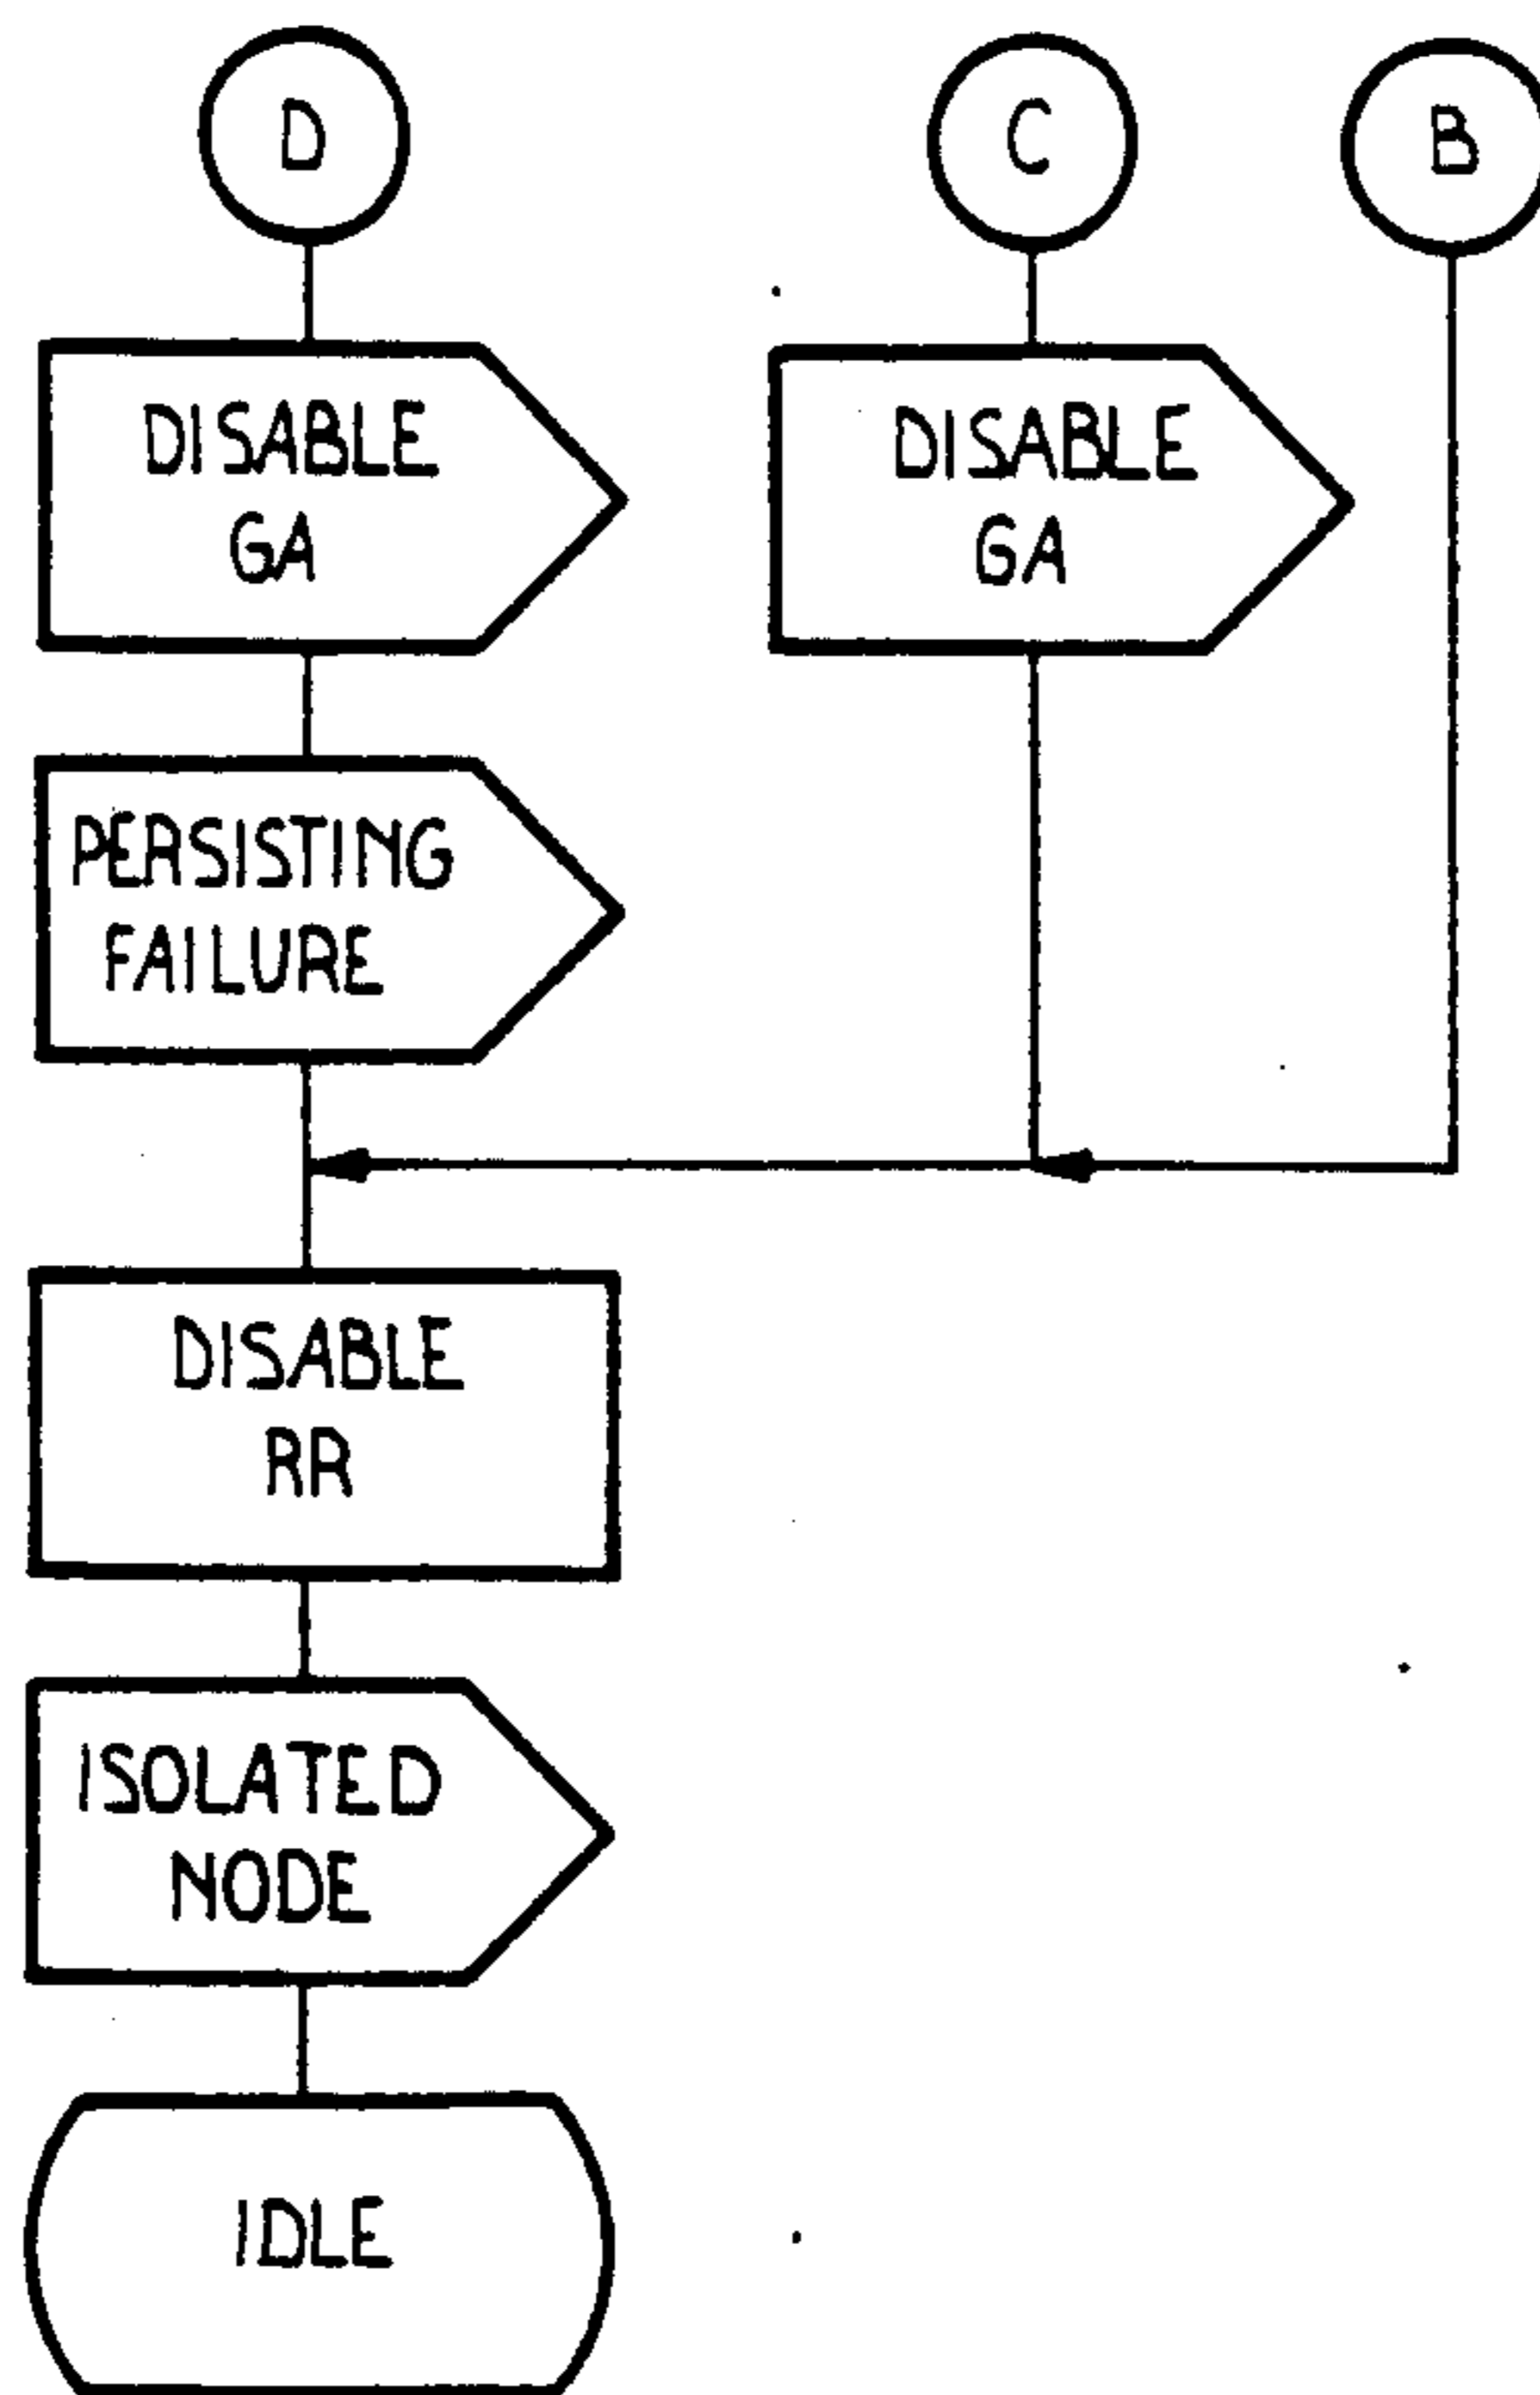 D
C
B
DISABLE
GA
DISABLE
GA
PERSISTING
FAILURE
DISABLE
RR
ISOLATED
NODE
IDLE